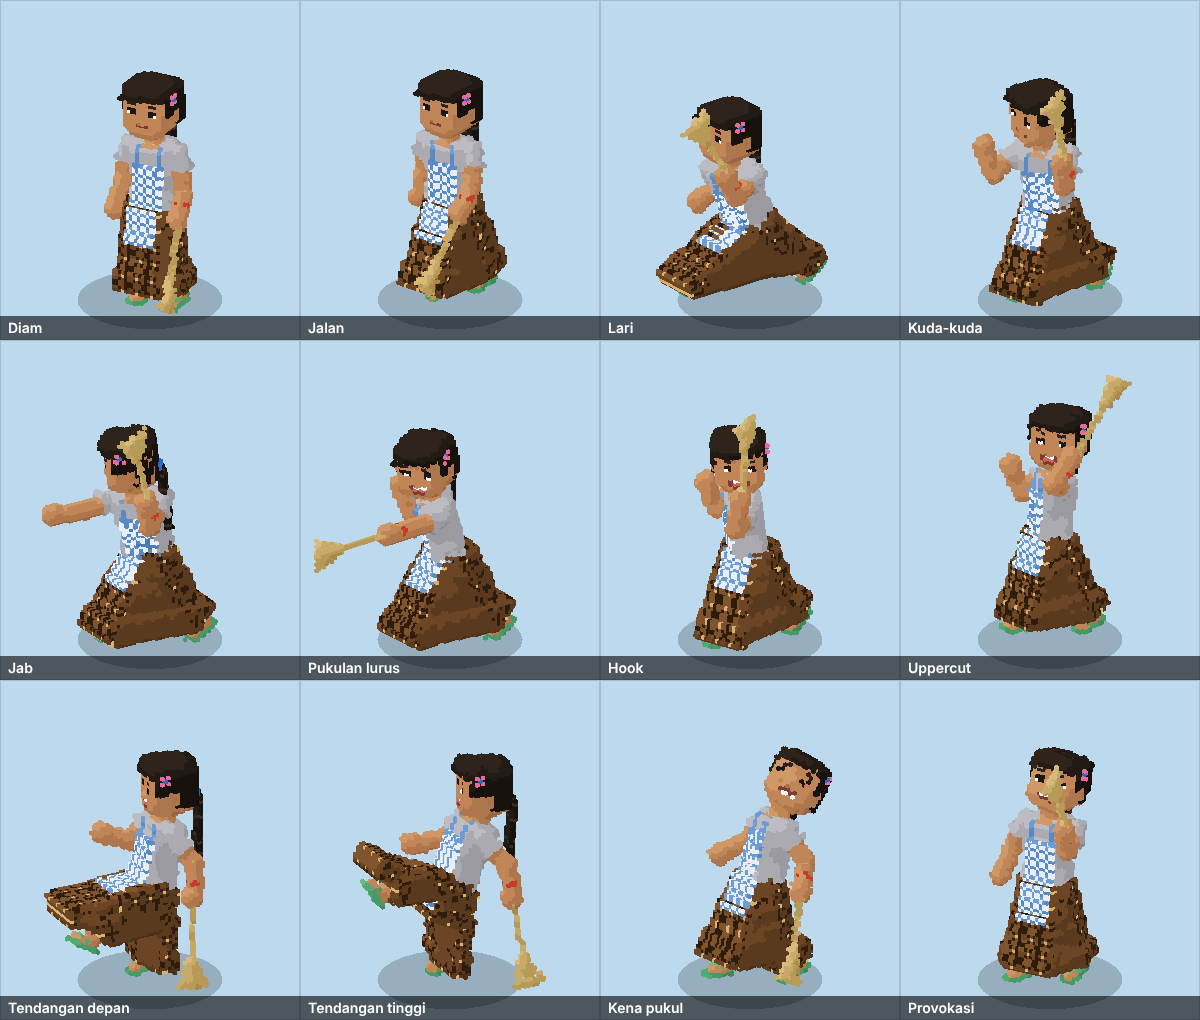 Diam
Jalan
Lari
Kuda-kuda
Jab
Pukulan lurus
Hook
Uppercut
Tendangan depan
Tendangan tinggi
Kena pukul
Provokasi